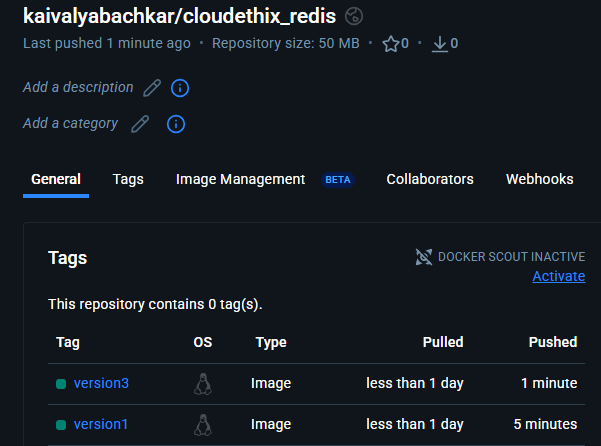 kaivalyabachkar/cloudethix_redis
Last pushed 1 minute ago • Repository size: 50 MB • 0 • 0
Add a description
Add a category
General Tags Image Management BETA Collaborators Webhooks
Tags DOCKER SCOUT INACTIVE
Activate
This repository contains 0 tag(s).
Tag OS Type Pulled Pushed
version3 Image less than 1 day 1 minute
version1 Image less than 1 day 5 minutes